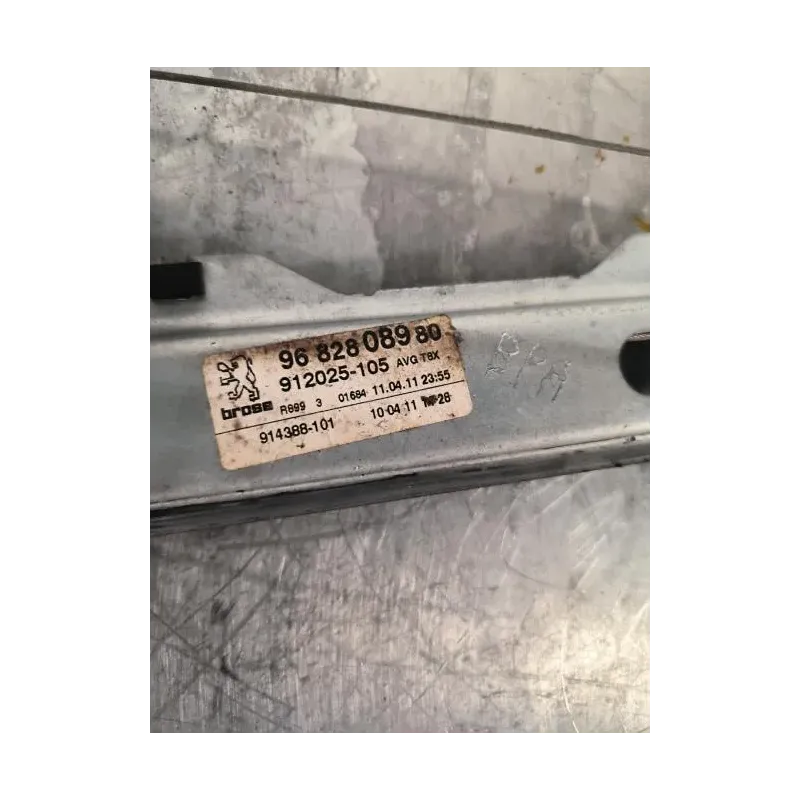 96 828 089 80
912025-105 AVG T8X
brose R899 3 01684 11.04.11 23:55
914388-101 10.04.11